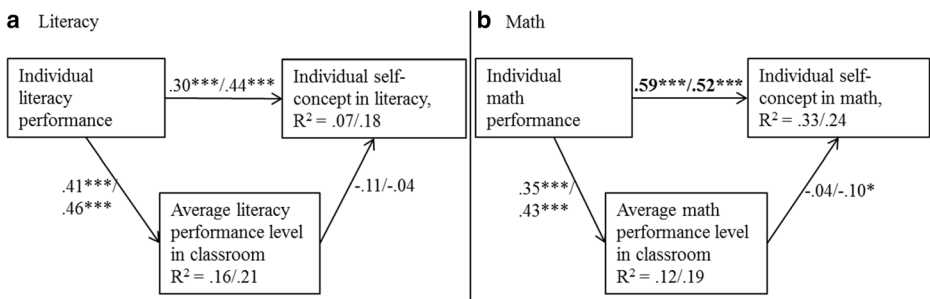 a Literacy
Individual
literacy
performance
.30***/.44***
Individual self-
concept in literacy,
R² = .07/.18
.41***/
.46***
-.11/-.04
Average literacy
performance level
in classroom
R² = .16/.21
b Math
Individual
math
performance
.59***/.52***
Individual self-
concept in math,
R² = .33/.24
.35***/
.43***
-.04/-.10*
Average math
performance level
in classroom
R² = .12/.19